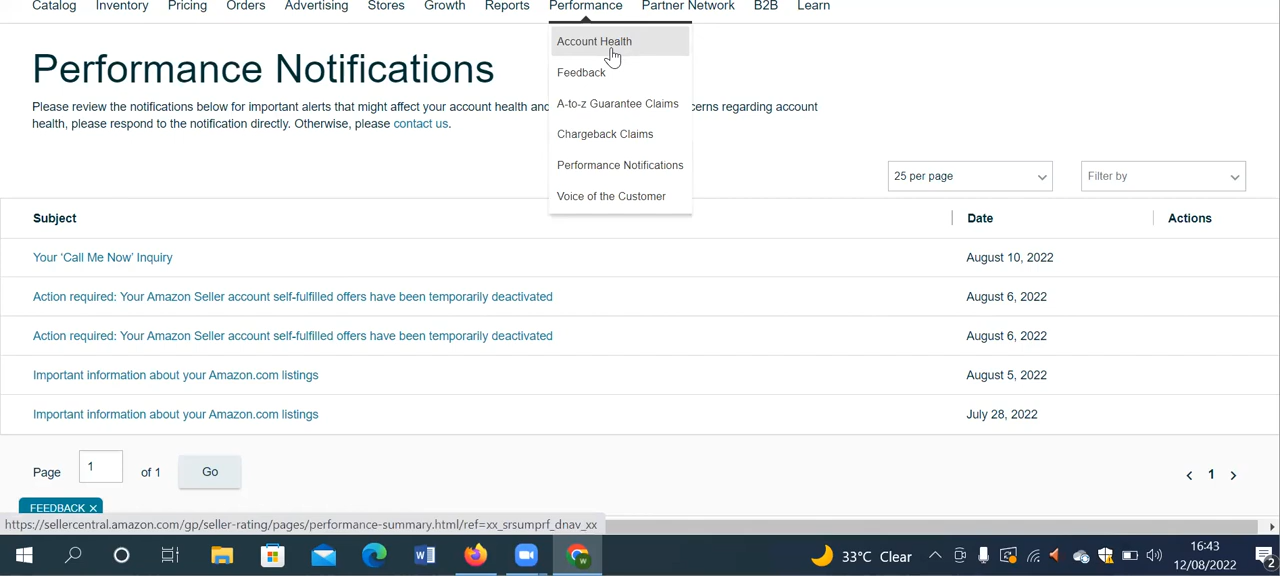 Catalog Inventory Pricing Orders Advertising Stores Growth Reports Performance Partner Network B2B Learn
Account Health
Performance Notifications
Feedback
Please review the notifications below for important alerts that might affect your account health and
A-to-z Guarantee Claims
cerns regarding account
health, please respond to the notification directly. Otherwise, please contact us.
Chargeback Claims
Performance Notifications
25 per page
Filter by
Voice of the Customer
Subject Date Actions
Your ‘Call Me Now’ Inquiry August 10, 2022
Action required: Your Amazon Seller account self-fulfilled offers have been temporarily deactivated August 6, 2022
Action required: Your Amazon Seller account self-fulfilled offers have been temporarily deactivated August 6, 2022
Important information about your Amazon.com listings August 5, 2022
Important information about your Amazon.com listings July 28, 2022
Page 1 of 1 Go
< 1 >
FEEDBACK ×
https://sellercentral.amazon.com/gp/seller-rating/pages/performance-summary.html/ref=xx_srsumprf_dnav_xx
33°C Clear
16:43
12/08/2022
2